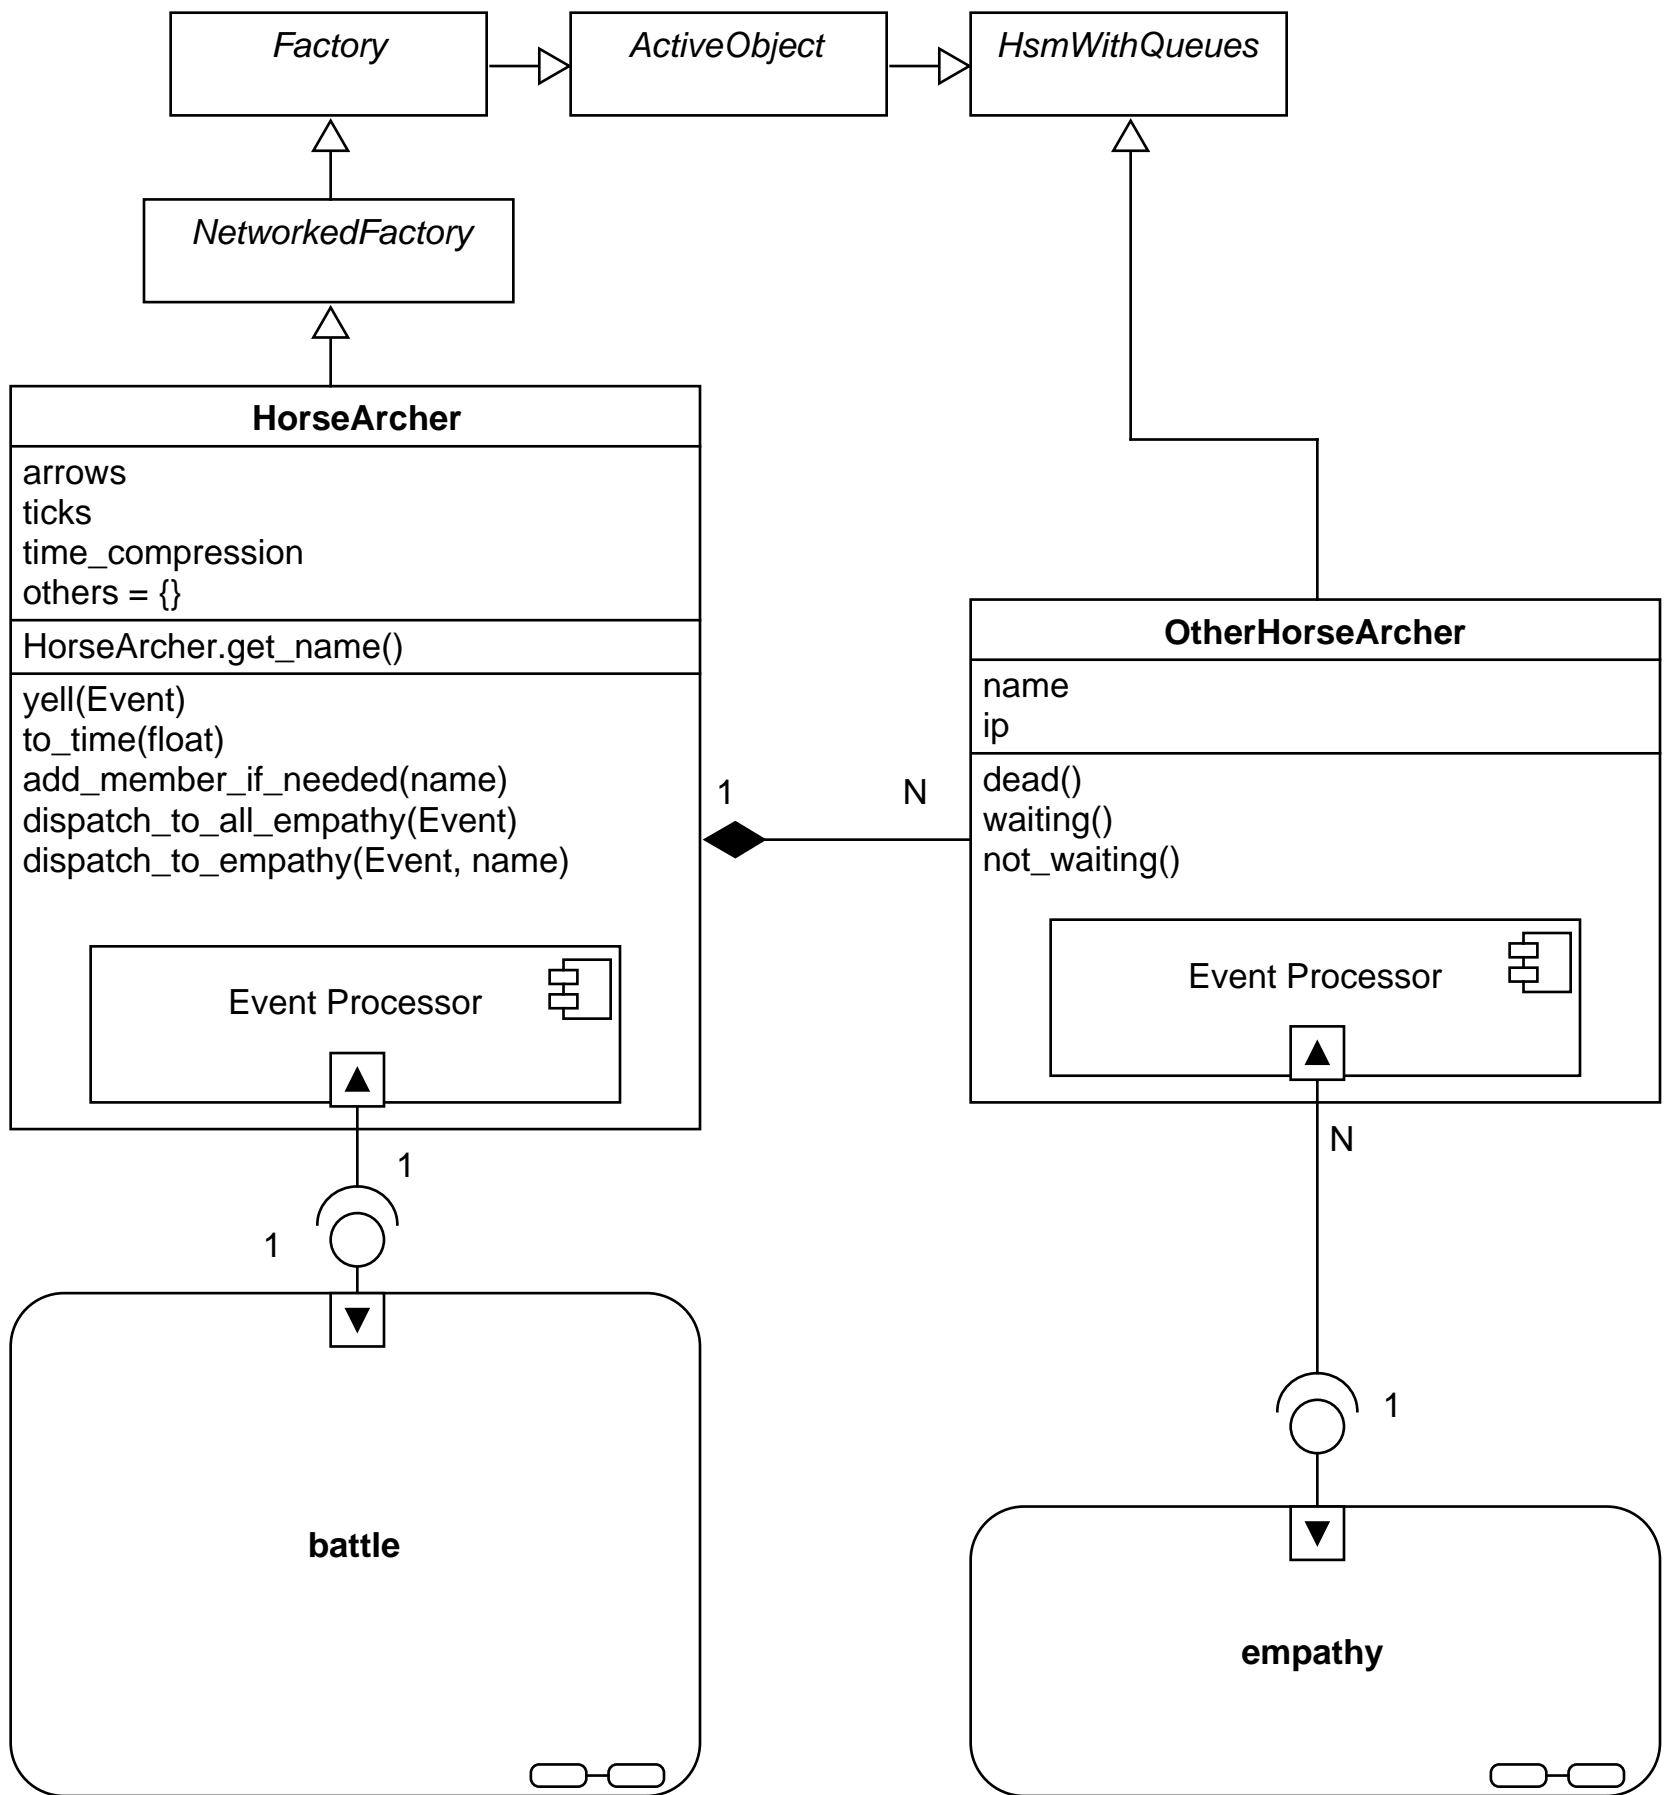 Factory
ActiveObject
HsmWithQueues
NetworkedFactory
HorseArcher
arrows
ticks
time_compression
others = {}
HorseArcher.get_name()
yell(Event)
to_time(float)
add_member_if_needed(name)
dispatch_to_all_empathy(Event)
dispatch_to_empathy(Event, name)
Event Processor
1
1
battle
1
N
OtherHorseArcher
name
ip
dead()
waiting()
not_waiting()
Event Processor
N
1
empathy